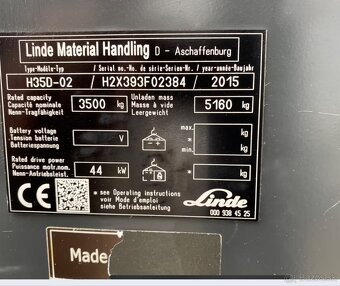 Linde Material Handling D - Aschaffenburg
Type-Modèle-Typ / Serial no.-No. de série-Serien-Nr. / year-année-Baujahr
H35D-02 / H2X393F02384 / 2015
Rated capacity
Capacité nominale 3500 kg
Nenn-Tragfähigkeit
Unladen mass
Masse à vide 5160 kg
Leergewicht
Battery voltage
Tension batterie V
Batteriespannung
max. * kg
min. * kg
Rated drive power
Puissance motr.nom. 44 kW
Nenn-Antriebsleist.
* kg
CE
* see Operating instructions
voir Mode d'emploi
siehe Betriebsanleitung
Linde
000 938 45 25
Made